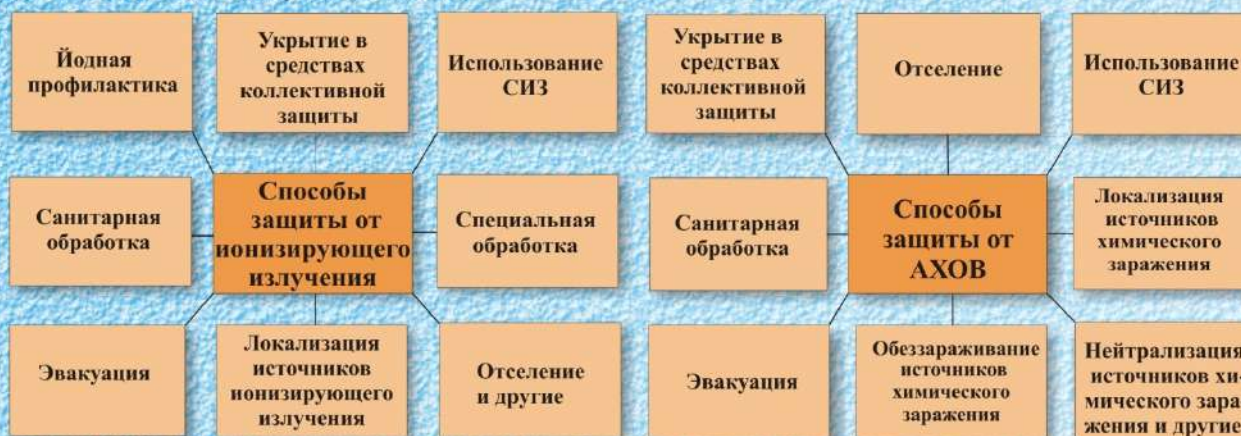 Йодная
профилактика
Укрытие в
средствах
коллективной
защиты
Использование
СИЗ
Санитарная
обработка
Способы
защиты от
ионизирующего
излучения
Специальная
обработка
Эвакуация
Локализация
источников
ионизирующего
излучения
Отселение
и другие
Укрытие в
средствах
коллективной
защиты
Отселение
Использование
СИЗ
Санитарная
обработка
Способы
защиты от
АХОВ
Локализация
источников
химического
заражения
Эвакуация
Обеззараживание
источников
химического
заражения
Нейтрализация
источников хи-
мического зара
жения и другие